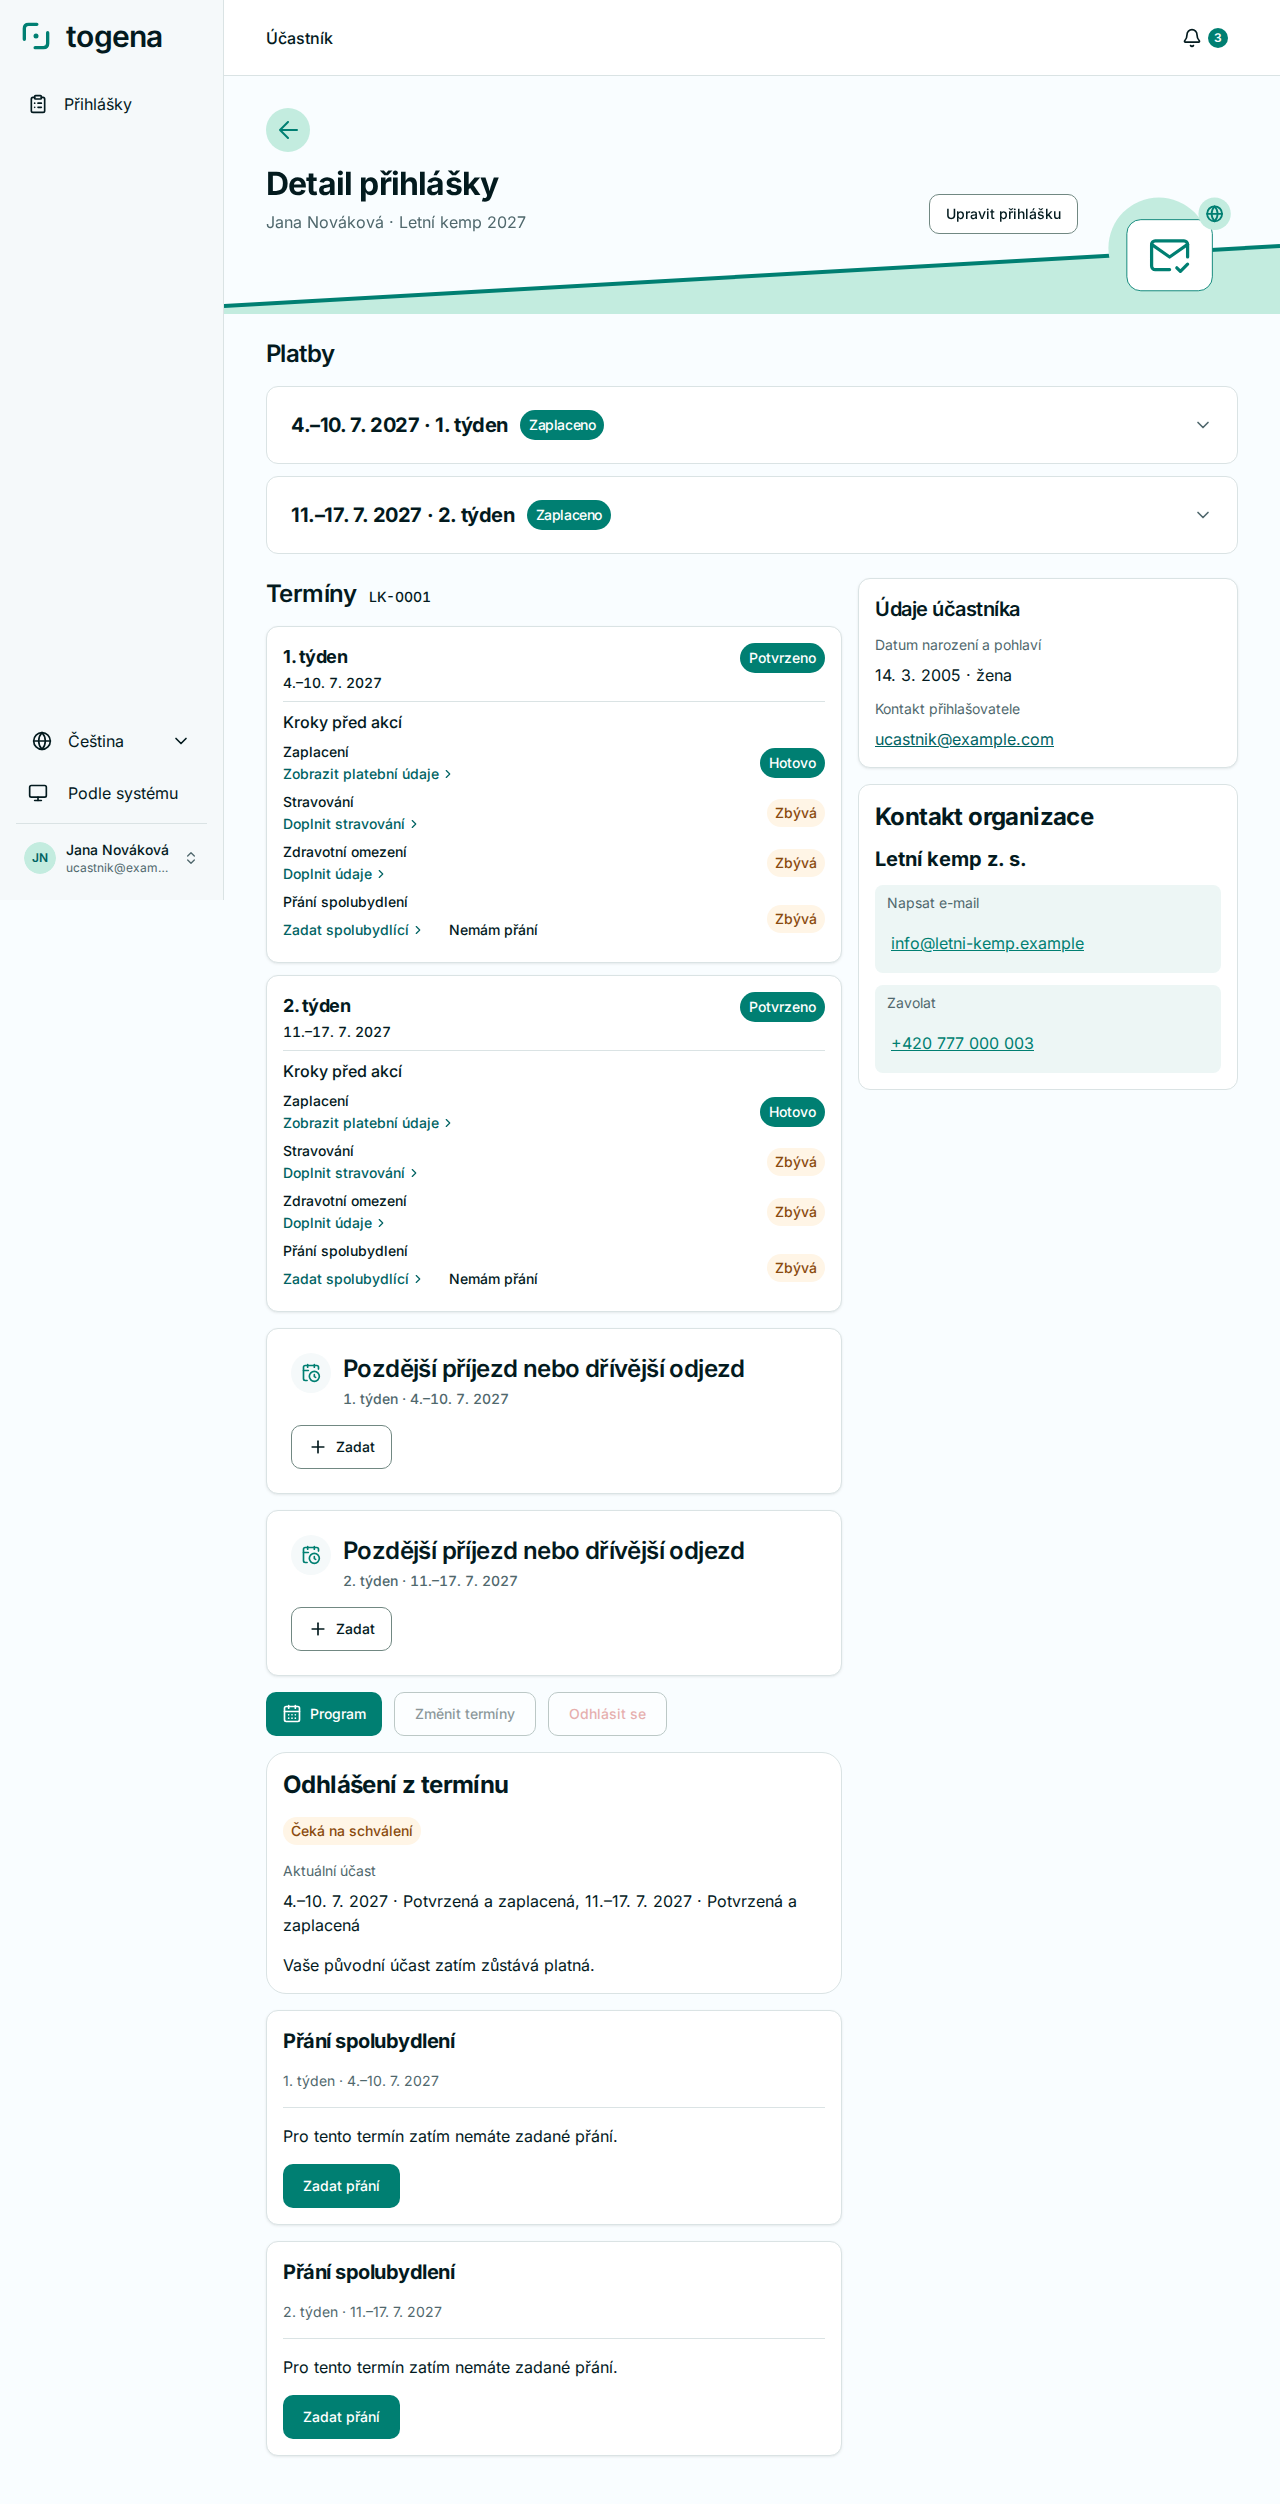 togena
Účastník
3
Přihlášky
Detail přihlášky
Jana Nováková · Letní kemp 2027
Upravit přihlášku
Platby
4.–10. 7. 2027 · 1. týden Zaplaceno
11.–17. 7. 2027 · 2. týden Zaplaceno
Termíny LK-0001
1. týden Potvrzeno
4.–10. 7. 2027
Kroky před akcí
Zaplacení
Zobrazit platební údaje
Hotovo
Stravování
Doplnit stravování
Zbývá
Zdravotní omezení
Doplnit údaje
Zbývá
Přání spolubydlení
Zadat spolubydlící Nemám přání
Zbývá
2. týden Potvrzeno
11.–17. 7. 2027
Kroky před akcí
Zaplacení
Zobrazit platební údaje
Hotovo
Stravování
Doplnit stravování
Zbývá
Zdravotní omezení
Doplnit údaje
Zbývá
Přání spolubydlení
Zadat spolubydlící Nemám přání
Zbývá
Pozdější příjezd nebo dřívější odjezd
1. týden · 4.–10. 7. 2027
Zadat
Pozdější příjezd nebo dřívější odjezd
2. týden · 11.–17. 7. 2027
Zadat
Program Změnit termíny Odhlásit se
Odhlášení z termínu
Čeká na schválení
Aktuální účast
4.–10. 7. 2027 · Potvrzená a zaplacená, 11.–17. 7. 2027 · Potvrzená a
zaplacená
Vaše původní účast zatím zůstává platná.
Přání spolubydlení
1. týden · 4.–10. 7. 2027
Pro tento termín zatím nemáte zadané přání.
Zadat přání
Přání spolubydlení
2. týden · 11.–17. 7. 2027
Pro tento termín zatím nemáte zadané přání.
Zadat přání
Údaje účastníka
Datum narození a pohlaví
14. 3. 2005 · žena
Kontakt přihlašovatele
ucastnik@example.com
Kontakt organizace
Letní kemp z. s.
Napsat e-mail
info@letni-kemp.example
Zavolat
+420 777 000 003
Čeština
Podle systému
JN
Jana Nováková
ucastnik@exam...